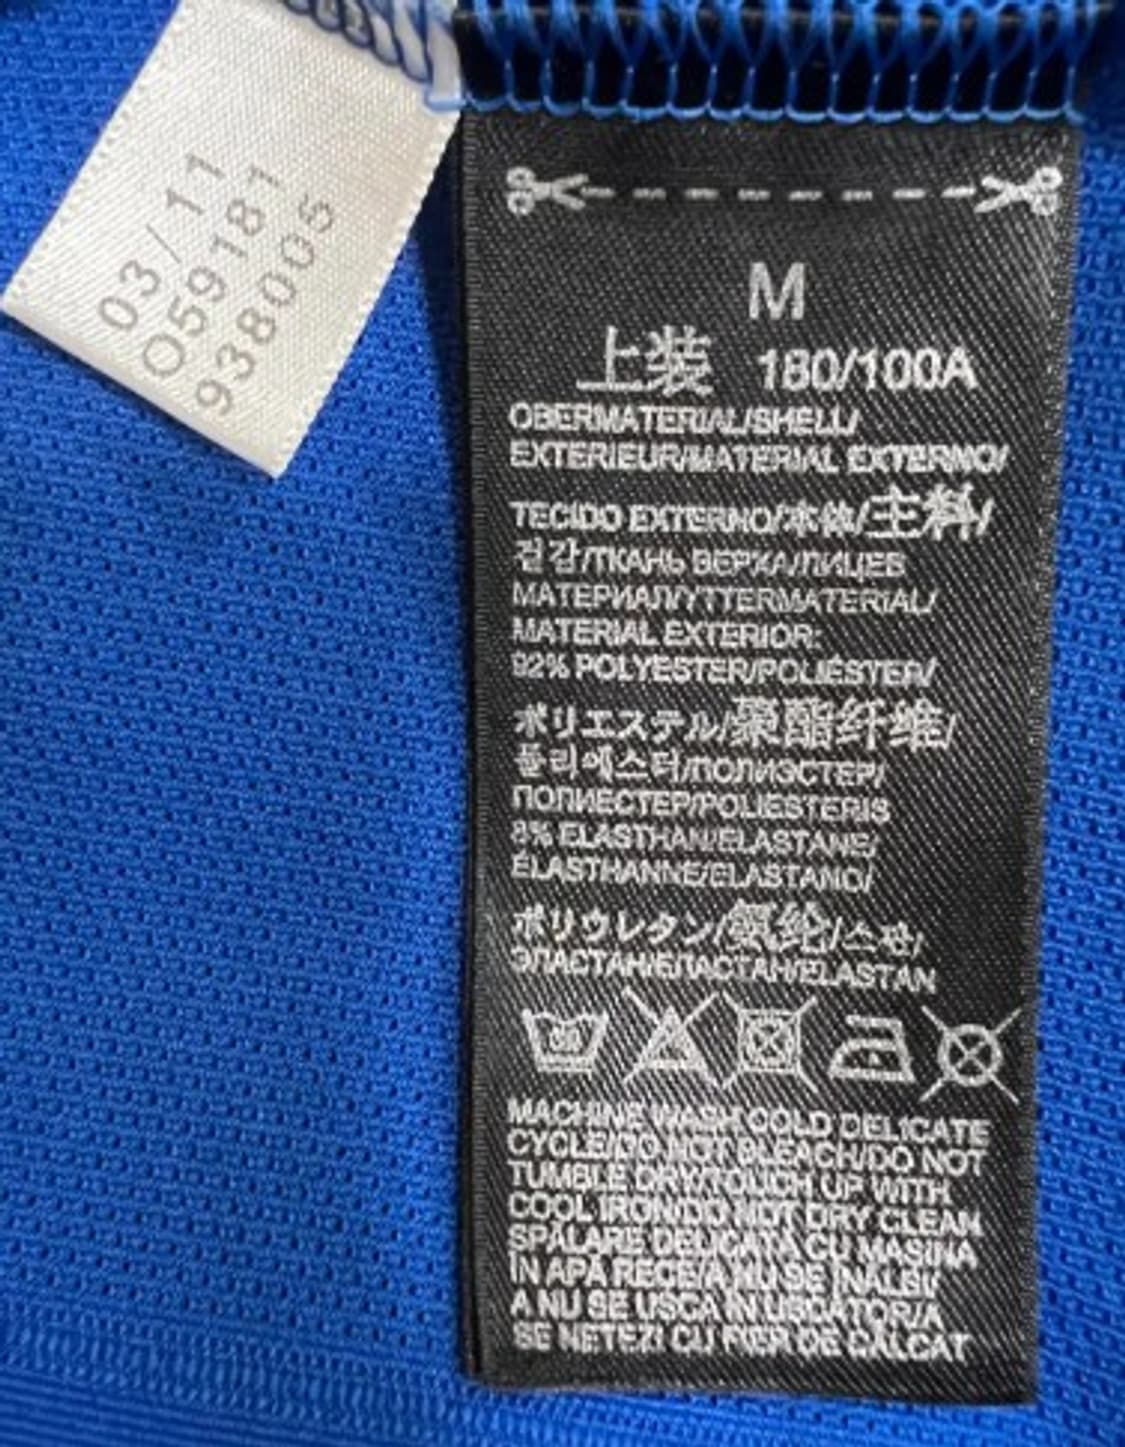 03/11
O59181
938005
M
上装 180/100A
OBERMATERIAL/SHELL/
EXTERIEUR/MATERIAL EXTERNO/
TECIDO EXTERNO/本体/主料/
겉감/ТКАНЬ ВЕРХА/ЛИЦЕВ
МАТЕРИАЛ/YTTERMATERIAL/
MATERIAL EXTERIOR:
92% POLYESTER/POLIÉSTER/
ポリエステル/聚酯纤维/
폴리에스터/ПОЛИЭСТЕР/
ПОЛИЕСТЕР/POLIESTERIS
8% ELASTHAN/ELASTANE/
ÉLASTHANNE/ELASTANO/
ポリウレタン/氨纶/스판/
ЭЛАСТАН/ЕЛАСТАН/ELASTAN
MACHINE WASH COLD DELICATE
CYCLE/DO NOT BLEACH/DO NOT
TUMBLE DRY/TOUCH UP WITH
COOL IRON/DO NOT DRY CLEAN
SPĂLARE DELICATĂ CU MASINA
ÎN APĂ RECE/A NU SE ÎNĂLBI/
A NU SE USCA ÎN USCĂTOR/A
SE NETEZI CU FIER DE CĂLCAT